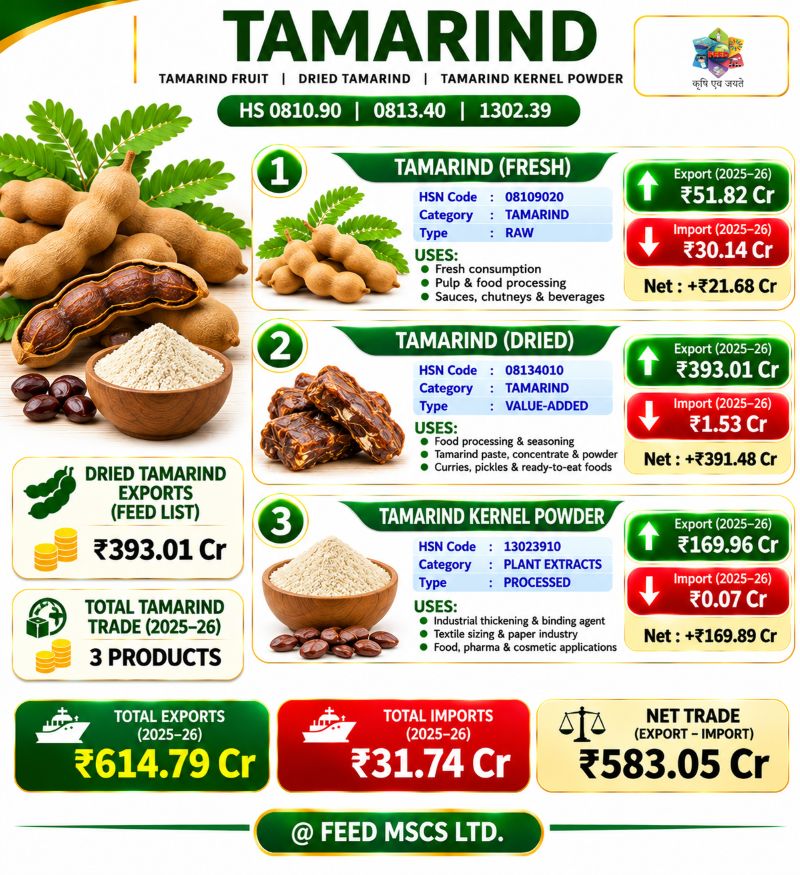 TAMARIND
TAMARIND FRUIT | DRIED TAMARIND | TAMARIND KERNEL POWDER
HS 0810.90 | 0813.40 | 1302.39
FEED
कृषि एव जयते
1
TAMARIND (FRESH)
HSN Code : 08109020
Category : TAMARIND
Type : RAW
USES:
Fresh consumption
Pulp & food processing
Sauces, chutneys & beverages
Export (2025-26)
₹51.82 Cr
Import (2025-26)
₹30.14 Cr
Net : +₹21.68 Cr
2
TAMARIND (DRIED)
HSN Code : 08134010
Category : TAMARIND
Type : VALUE-ADDED
USES:
Food processing & seasoning
Tamarind paste, concentrate & powder
Curries, pickles & ready-to-eat foods
Export (2025-26)
₹393.01 Cr
Import (2025-26)
₹1.53 Cr
Net : +₹391.48 Cr
3
TAMARIND KERNEL POWDER
HSN Code : 13023910
Category : PLANT EXTRACTS
Type : PROCESSED
USES:
Industrial thickening & binding agent
Textile sizing & paper industry
Food, pharma & cosmetic applications
Export (2025-26)
₹169.96 Cr
Import (2025-26)
₹0.07 Cr
Net : +₹169.89 Cr
DRIED TAMARIND
EXPORTS
(FEED LIST)
₹393.01 Cr
TOTAL TAMARIND
TRADE (2025-26)
3 PRODUCTS
TOTAL EXPORTS
(2025-26)
₹614.79 Cr
TOTAL IMPORTS
(2025-26)
₹31.74 Cr
NET TRADE
(EXPORT – IMPORT)
₹583.05 Cr
@ FEED MSCS LTD.